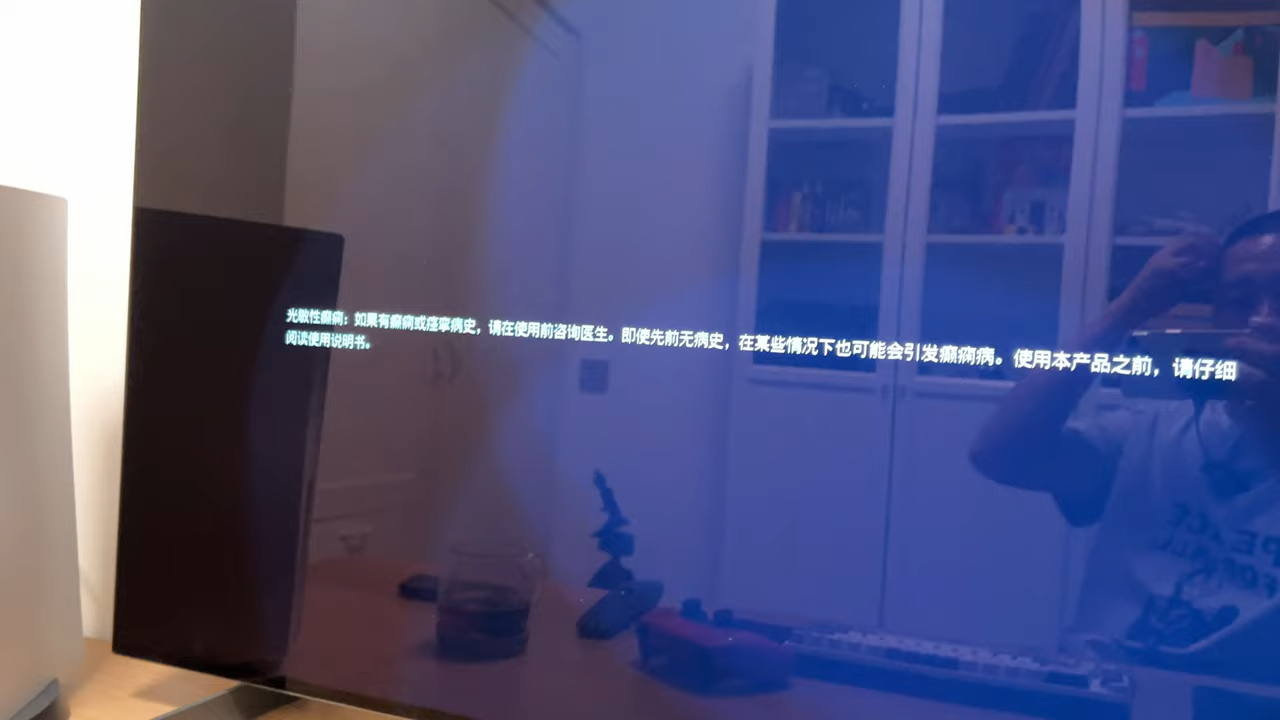 光敏性癫痫：如果有癫痫或痉挛病史，请在使用前咨询医生。即使先前无病史，在某些情况下也可能会引发癫痫病。使用本产品之前，请仔细
阅读使用说明书。
PEACE